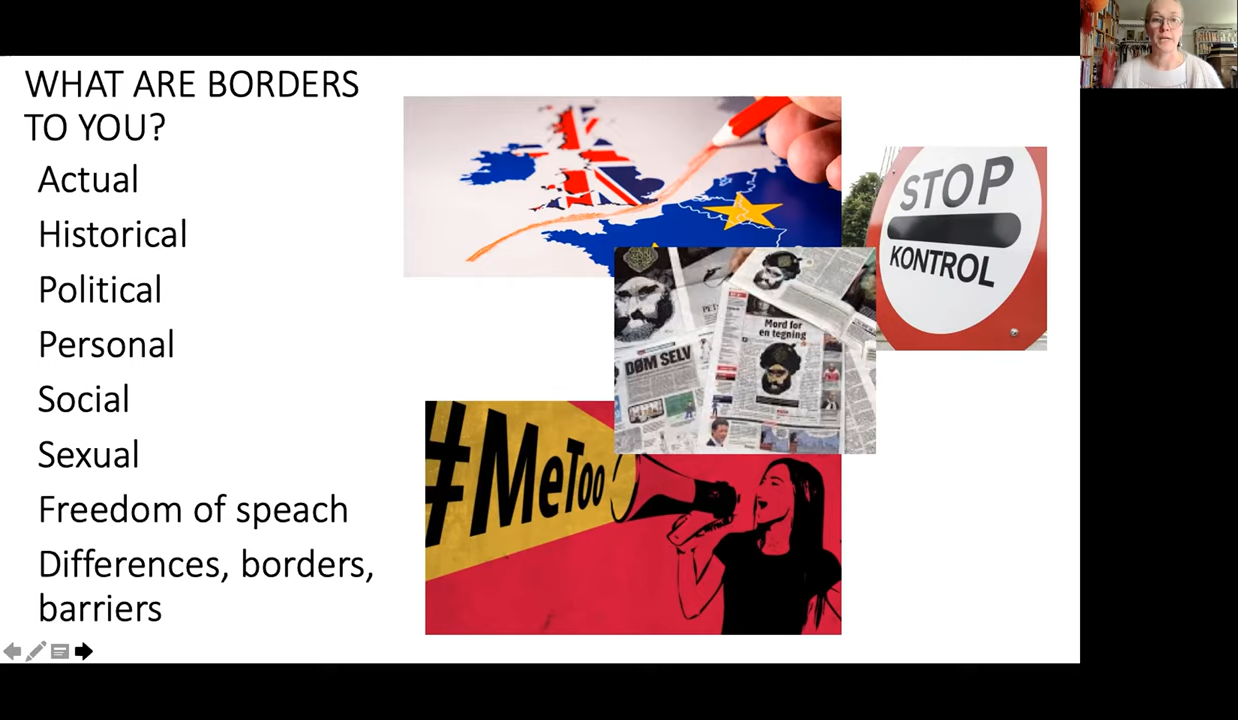 WHAT ARE BORDERS
TO YOU?
Actual
Historical
Political
Personal
Social
Sexual
Freedom of speach
Differences, borders,
barriers
STOP
KONTROL
Mord for
en tegning
DØM SELV
#MeToo